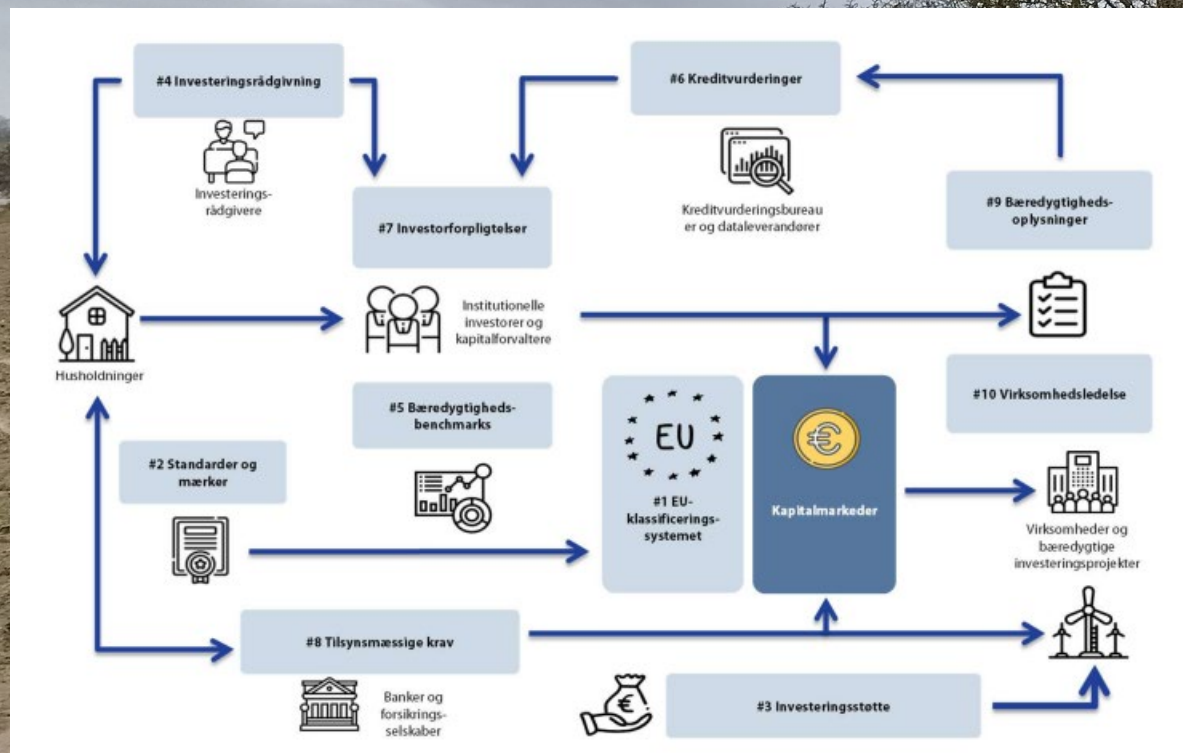 #4 Investeringsrådgivning
Investerings-
rådgivere
#6 Kreditvurderinger
Kreditvurderingsbureau
er og dataleverandører
#7 Investorforpligtelser
#9 Bæredygtigheds-
oplysninger
Institutionelle
investorer og
kapitalforvaltere
Husholdninger
#5 Bæredygtigheds-
benchmarks
#10 Virksomhedsledelse
#2 Standarder og
mærker
EU
#1 EU-
klassificerings-
systemet
€
Kapitalmarkeder
Virksomheder og
bæredygtige
investeringsprojekter
#8 Tilsynsmæssige krav
Banker og
forsikrings-
selskaber
€
#3 Investeringsstøtte